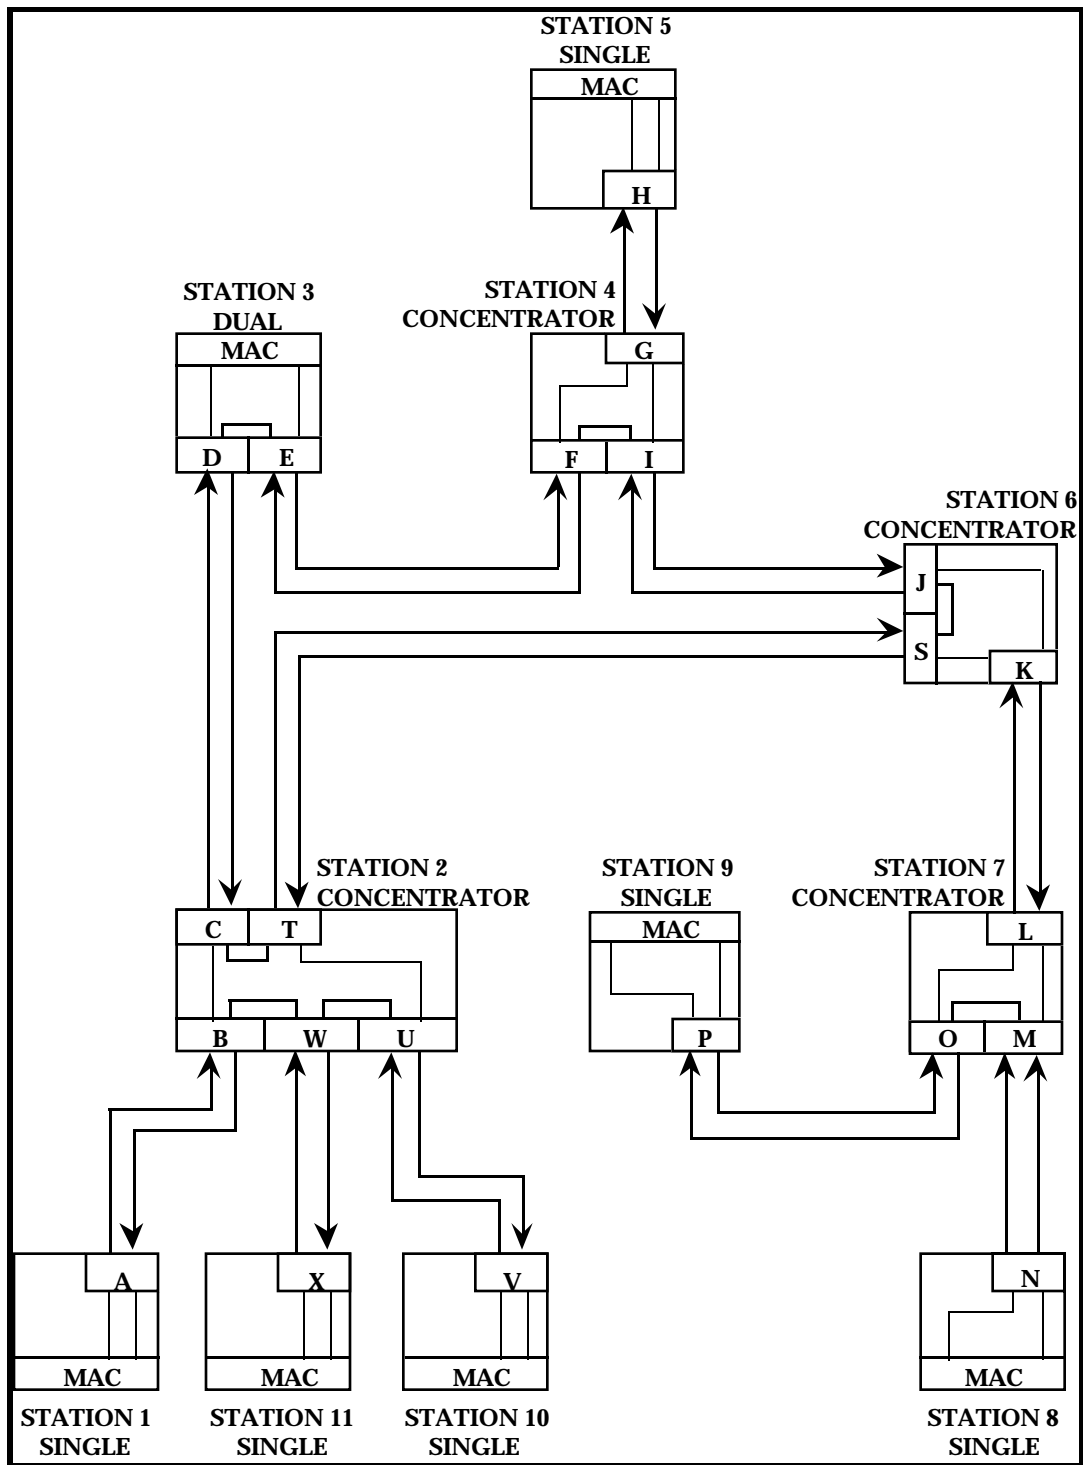 STATION 5
SINGLE
MAC
H
STATION 3
DUAL
MAC
D E
STATION 4
CONCENTRATOR
G
F I
STATION 6
CONCENTRATOR
J
S
K
STATION 2
CONCENTRATOR
C T
B W U
STATION 9
SINGLE
MAC
P
STATION 7
CONCENTRATOR
L
O M
A
MAC
STATION 1
SINGLE
X
MAC
STATION 11
SINGLE
V
MAC
STATION 10
SINGLE
N
MAC
STATION 8
SINGLE